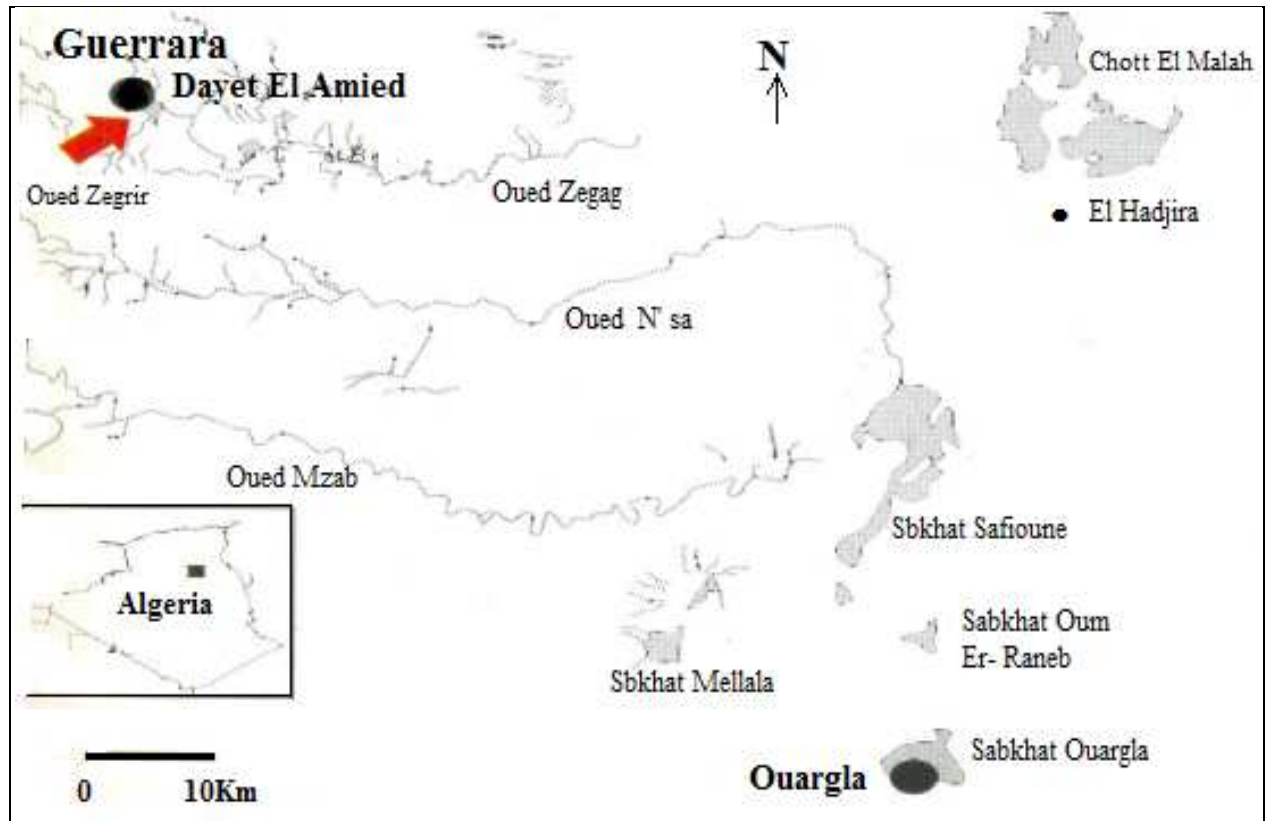 Guerrara
Dayet El Amied
N
Chott El Malah
Oued Zegrir
Oued Zegag
El Hadjira
Oued N' sa
Oued Mzab
Sbkhat Safioune
Algeria
Sabkhat Oum
Er- Raneb
Sbkhat Mellala
Sabkhat Ouargla
Ouargla
0 10Km